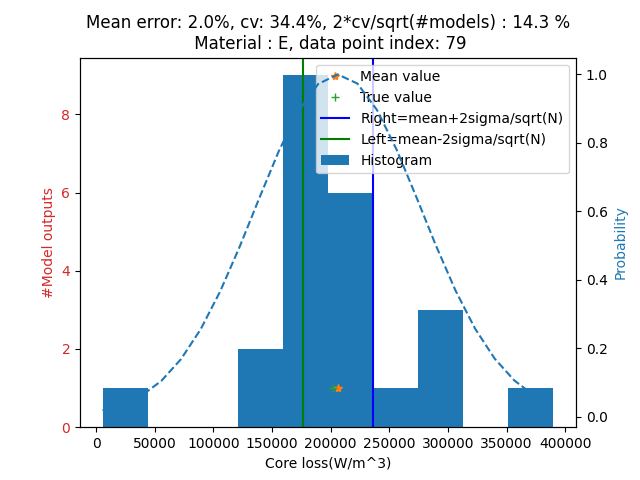 Mean error: 2.0%, cv: 34.4%, 2*cv/sqrt(#models) : 14.3 %
Material : E, data point index: 79
Mean value
True value
Right=mean+2sigma/sqrt(N)
Left=mean-2sigma/sqrt(N)
Histogram
#Model outputs
8
6
4
2
0
1.0
0.8
0.6
0.4
0.2
0.0
Probability
0 50000 100000 150000 200000 250000 300000 350000 400000
Core loss(W/m^3)